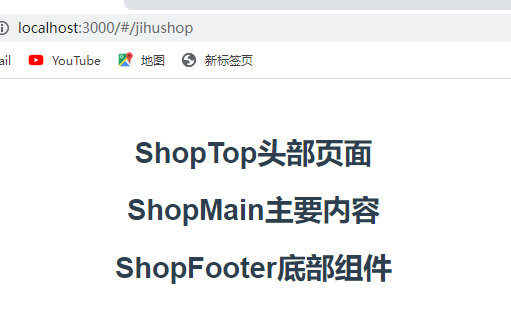 localhost:3000/#/jihushop
ail YouTube 地图 新标签页
ShopTop头部页面
ShopMain主要内容
ShopFooter底部组件